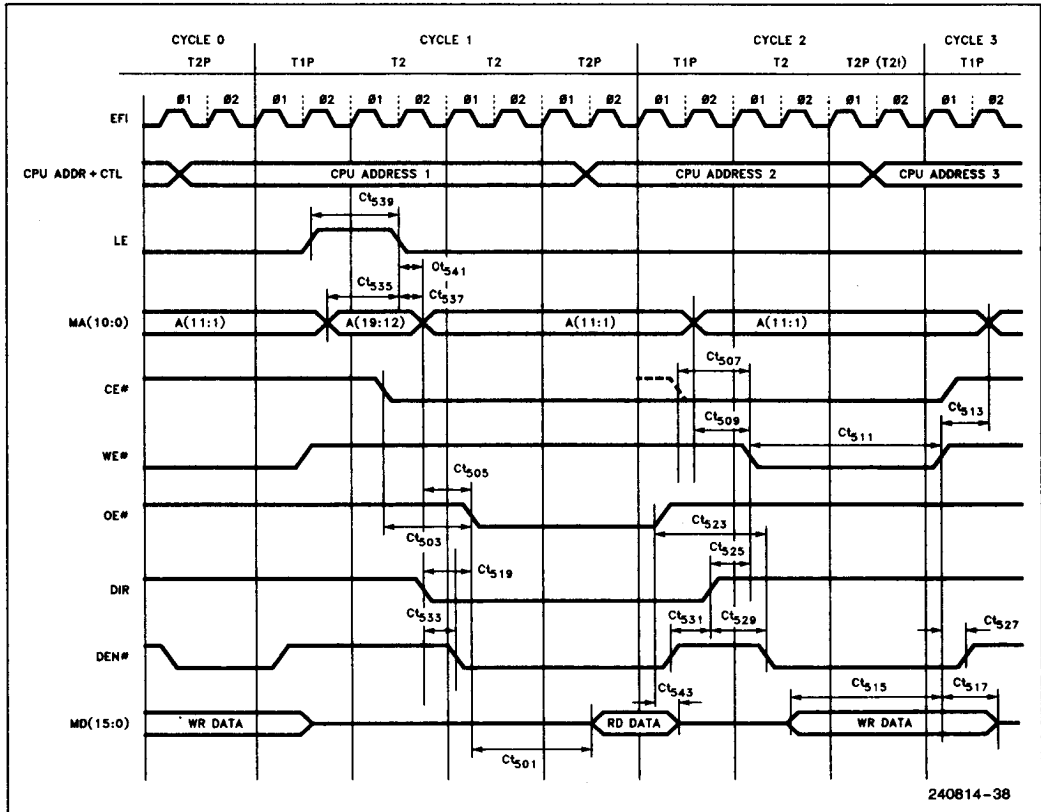 CYCLE 0 CYCLE 1 CYCLE 2 CYCLE 3
T2P T1P T2 T2 T2P T1P T2 T2P (T2i) T1P
Ø1 Ø2 Ø1 Ø2 Ø1 Ø2 Ø1 Ø2 Ø1 Ø2 Ø1 Ø2 Ø1 Ø2 Ø1 Ø2 Ø1 Ø2
EFI
CPU ADDR + CTL CPU ADDRESS 1 CPU ADDRESS 2 CPU ADDRESS 3
Ct539
LE
Ot541
Ct535 Ct537
MA(10:0) A(11:1) A(19:12) A(11:1) A(11:1)
Ct507
CE#
Ct509 Ct511 Ct513
WE#
Ct505
OE#
Ct503 Ct523
Ct519 Ct525
DIR
Ct533 Ct531 Ct529 Ct527
DEN#
Ct543 Ct515 Ct517
MD(15:0) WR DATA RD DATA WR DATA
Ct501
240814-38